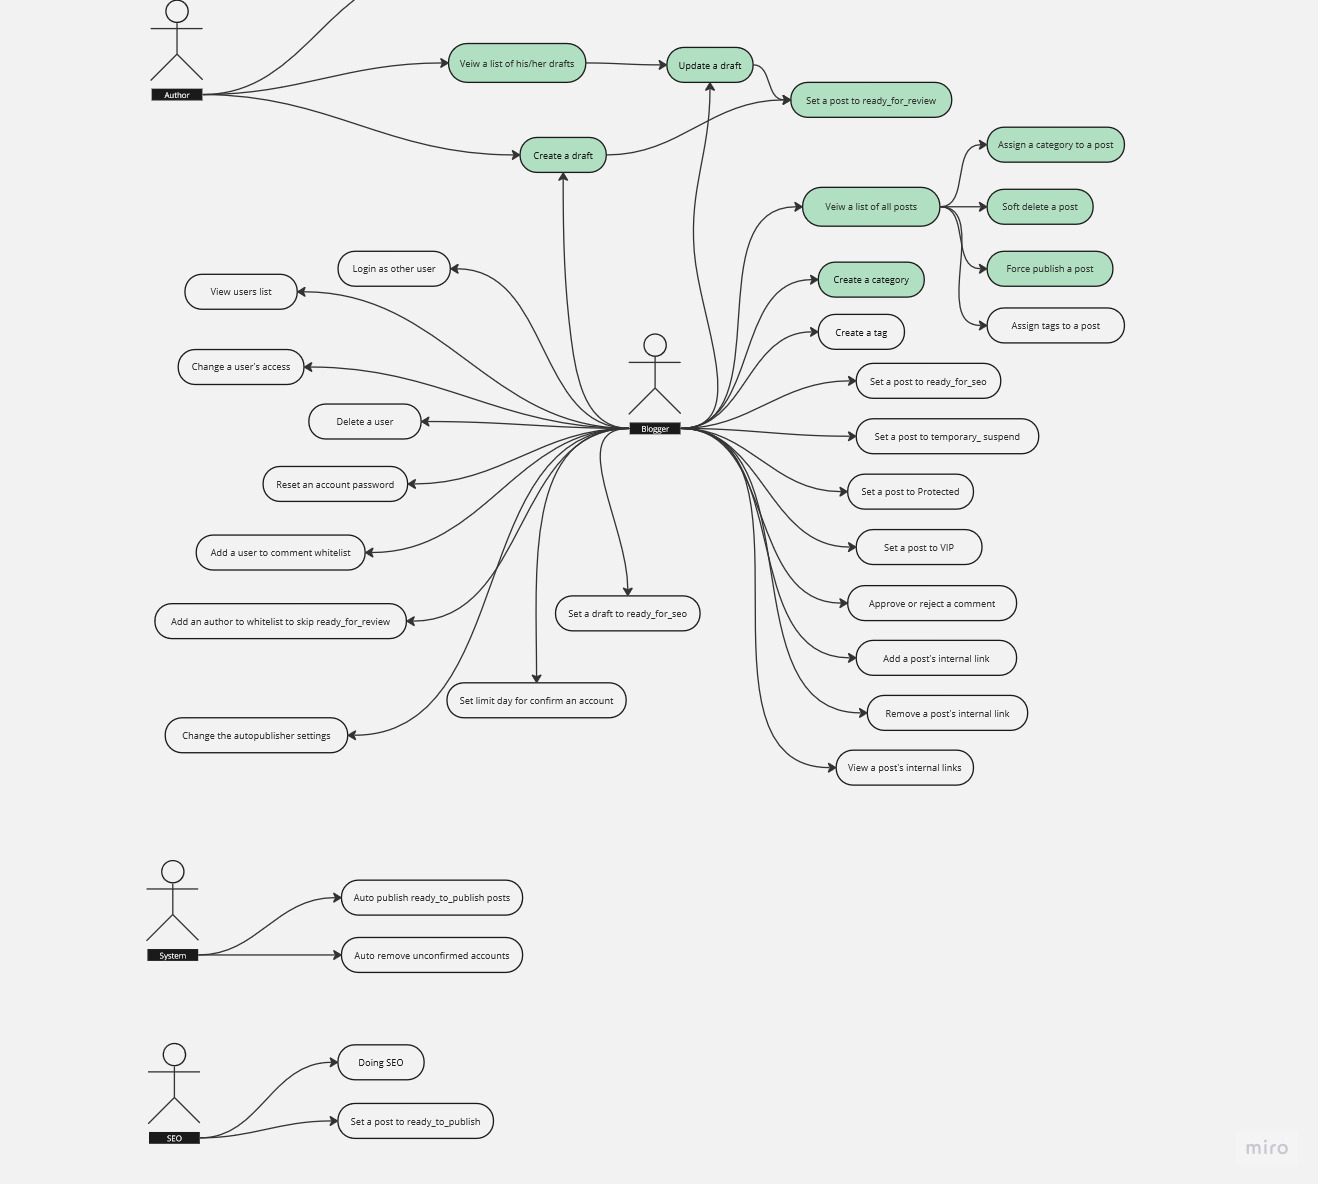 Author
Veiw a list of his/her drafts
Update a draft
Set a post to ready_for_review
Create a draft
Assign a category to a post
Veiw a list of all posts
Soft delete a post
Force publish a post
Assign tags to a post
Login as other user
View users list
Create a category
Create a tag
Change a user's access
Set a post to ready_for_seo
Delete a user
Blogger
Set a post to temporary_ suspend
Reset an account password
Set a post to Protected
Add a user to comment whitelist
Set a post to VIP
Add an author to whitelist to skip ready_for_review
Set a draft to ready_for_seo
Approve or reject a comment
Add a post's internal link
Set limit day for confirm an account
Remove a post's internal link
Change the autopublisher settings
View a post's internal links
Auto publish ready_to_publish posts
System
Auto remove unconfirmed accounts
Doing SEO
SEO
Set a post to ready_to_publish
miro